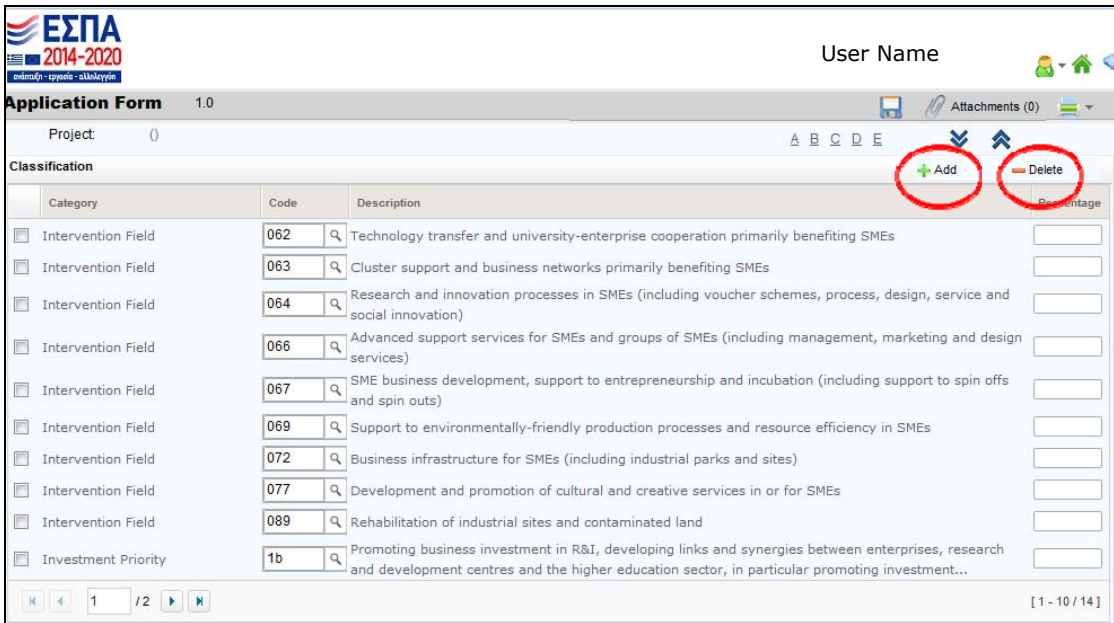 ΕΣΠΑ
2014-2020
ανάπτυξη - εργασία - αλληλεγγύη
User Name
Application Form 1.0
Attachments (0)
Project: ()
A B C D E
Classification
Add
Delete
Category Code Description Percentage
Intervention Field 062 Technology transfer and university-enterprise cooperation primarily benefiting SMEs
Intervention Field 063 Cluster support and business networks primarily benefiting SMEs
Intervention Field 064 Research and innovation processes in SMEs (including voucher schemes, process, design, service and
social innovation)
Intervention Field 066 Advanced support services for SMEs and groups of SMEs (including management, marketing and design
services)
Intervention Field 067 SME business development, support to entrepreneurship and incubation (including support to spin offs
and spin outs)
Intervention Field 069 Support to environmentally-friendly production processes and resource efficiency in SMEs
Intervention Field 072 Business infrastructure for SMEs (including industrial parks and sites)
Intervention Field 077 Development and promotion of cultural and creative services in or for SMEs
Intervention Field 089 Rehabilitation of industrial sites and contaminated land
Investment Priority 1b Promoting business investment in R&I, developing links and synergies between enterprises, research
and development centres and the higher education sector, in particular promoting investment...
1 / 2 [ 1 - 10 / 14 ]